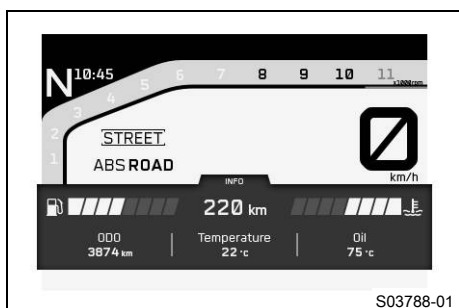 N 10:45
1 2 3 4 5 6 7 8 9 10 11
x1000rpm
STREET
ABS ROAD
0
km/h
INFO
220 km
ODO Temperature Oil
3874 km 22 °C 75 °C
S03788-01